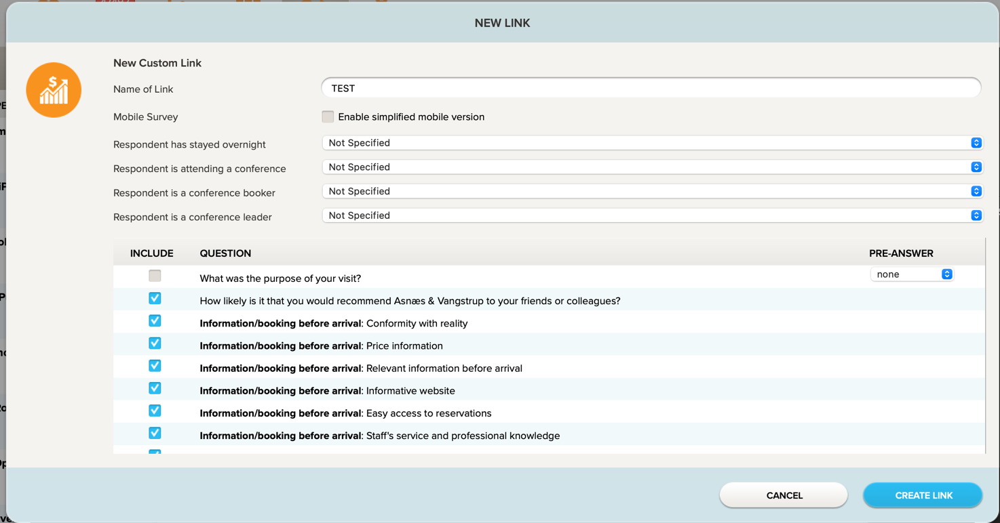 NEW LINK
New Custom Link
Name of Link TEST
Mobile Survey Enable simplified mobile version
Respondent has stayed overnight Not Specified
Respondent is attending a conference Not Specified
Respondent is a conference booker Not Specified
Respondent is a conference leader Not Specified
INCLUDE QUESTION PRE-ANSWER
What was the purpose of your visit? none
How likely is it that you would recommend Asnæs & Vangstrup to your friends or colleagues?
Information/booking before arrival: Conformity with reality
Information/booking before arrival: Price information
Information/booking before arrival: Relevant information before arrival
Information/booking before arrival: Informative website
Information/booking before arrival: Easy access to reservations
Information/booking before arrival: Staff's service and professional knowledge
CANCEL CREATE LINK